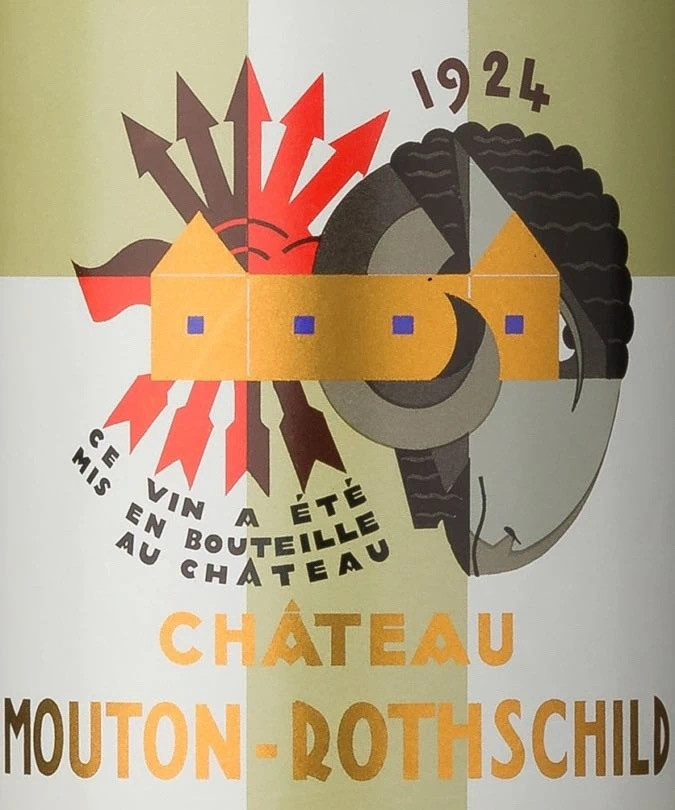 1924
CE VIN A ÉTÉ
MIS EN BOUTEILLE
AU CHÂTEAU
CHÂTEAU
MOUTON-ROTHSCHILD